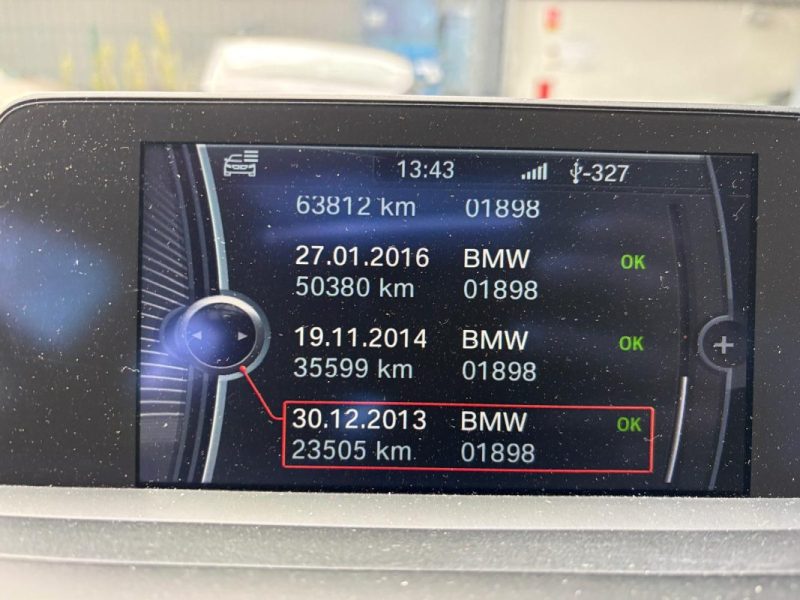 13:43 -327
63812 km 01898
27.01.2016 BMW OK
50380 km 01898
19.11.2014 BMW OK
35599 km 01898
30.12.2013 BMW OK
23505 km 01898